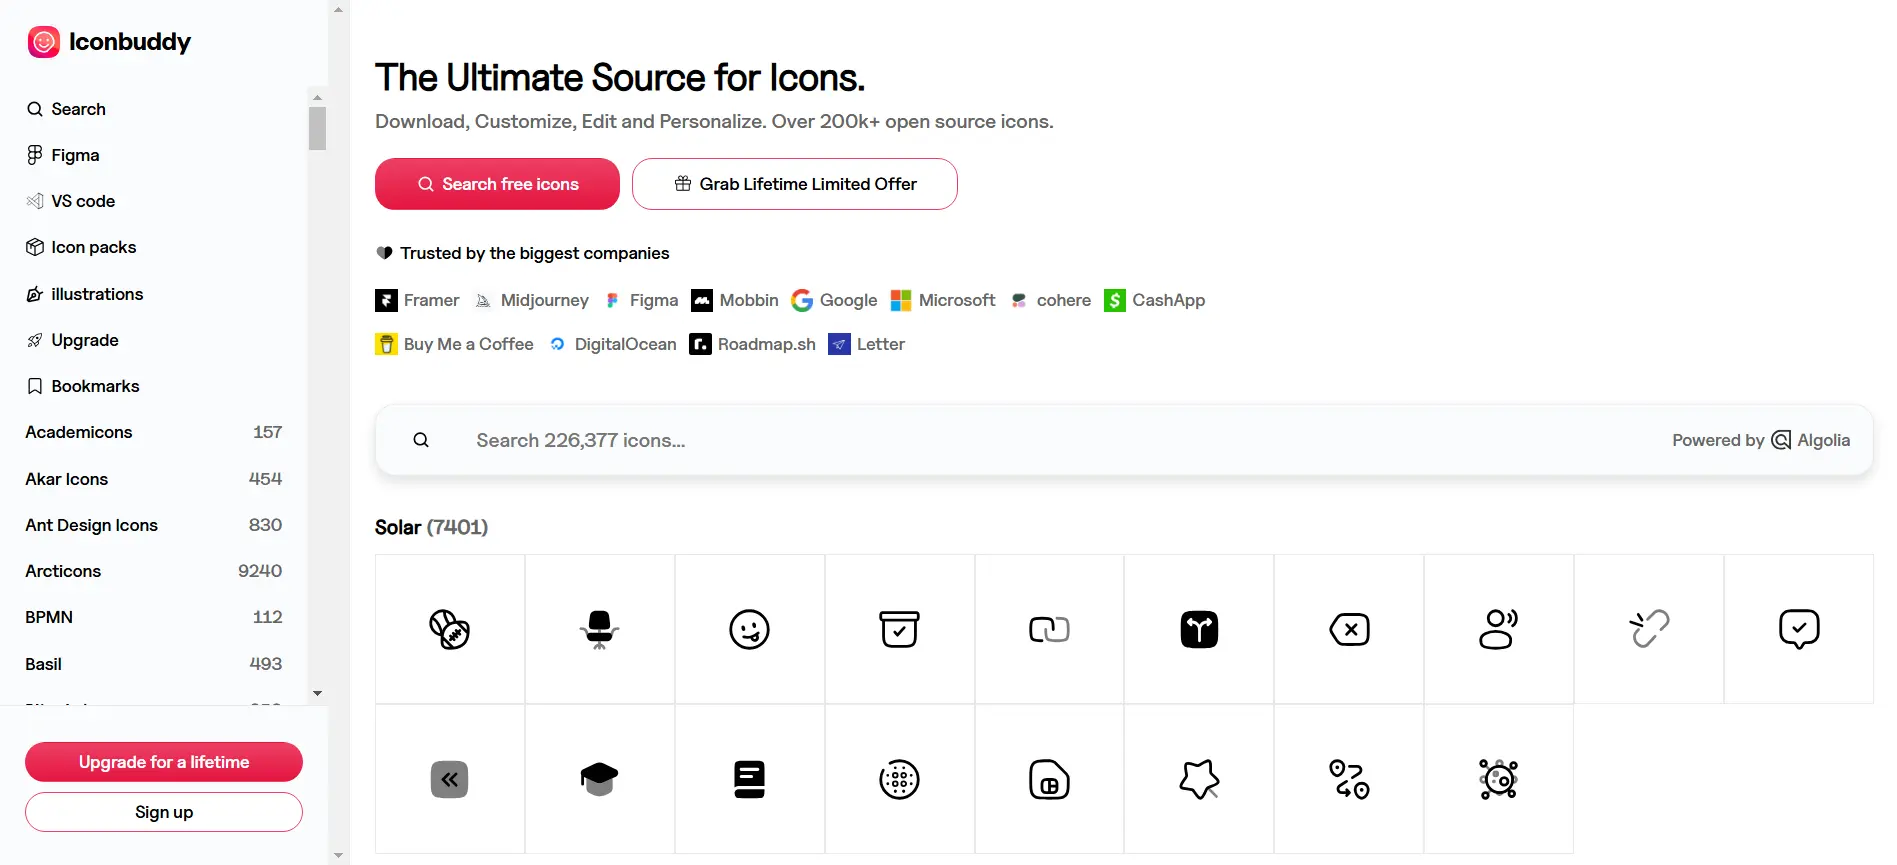 Iconbuddy
Search
Figma
VS code
Icon packs
illustrations
Upgrade
Bookmarks
Academicons 157
Akar Icons 454
Ant Design Icons 830
Arcticons 9240
BPMN 112
Basil 493
Upgrade for a lifetime
Sign up
The Ultimate Source for Icons.
Download, Customize, Edit and Personalize. Over 200k+ open source icons.
Search free icons
Grab Lifetime Limited Offer
Trusted by the biggest companies
Framer Midjourney Figma Mobbin Google Microsoft cohere CashApp
Buy Me a Coffee DigitalOcean Roadmap.sh Letter
Search 226,377 icons... Powered by Algolia
Solar (7401)